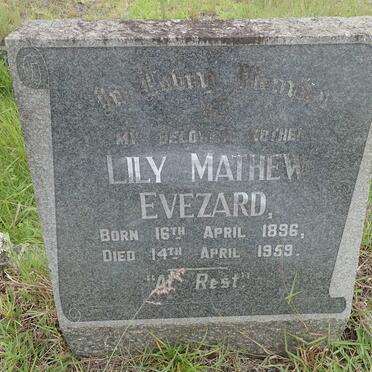 In Loving Memory
of
MY BELOVED MOTHER
LILY MATHEW
EVEZARD,
BORN 16TH APRIL 1896,
DIED 14TH APRIL 1959.
"At Rest"